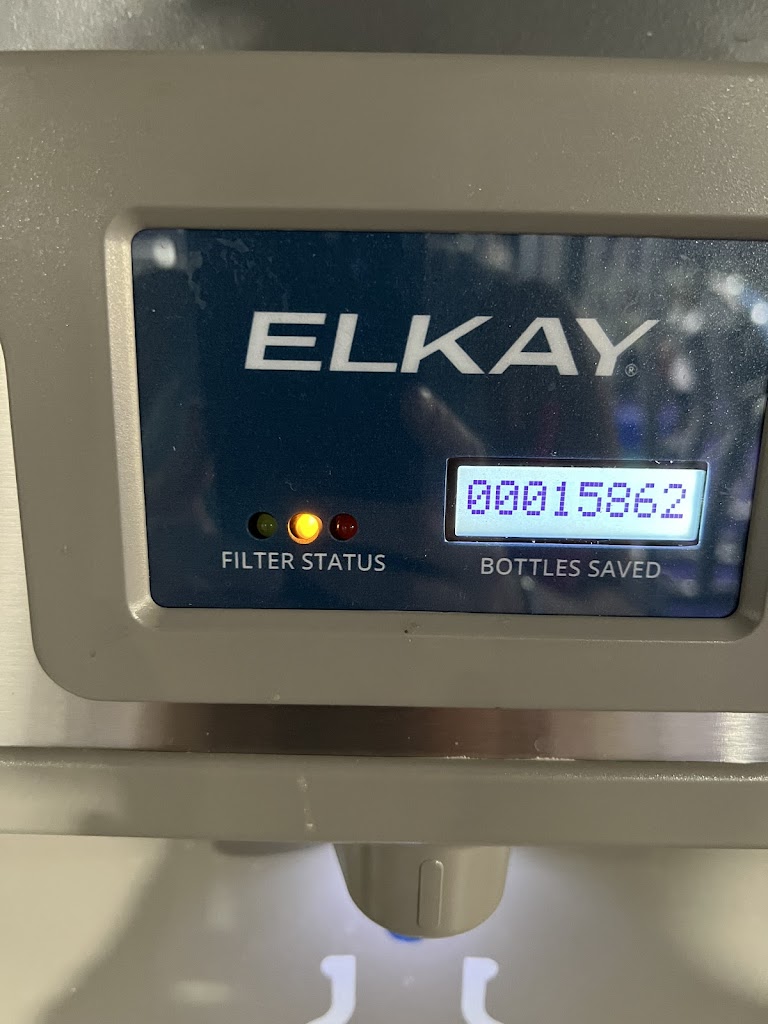 ELKAY®
00015862
FILTER STATUS
BOTTLES SAVED